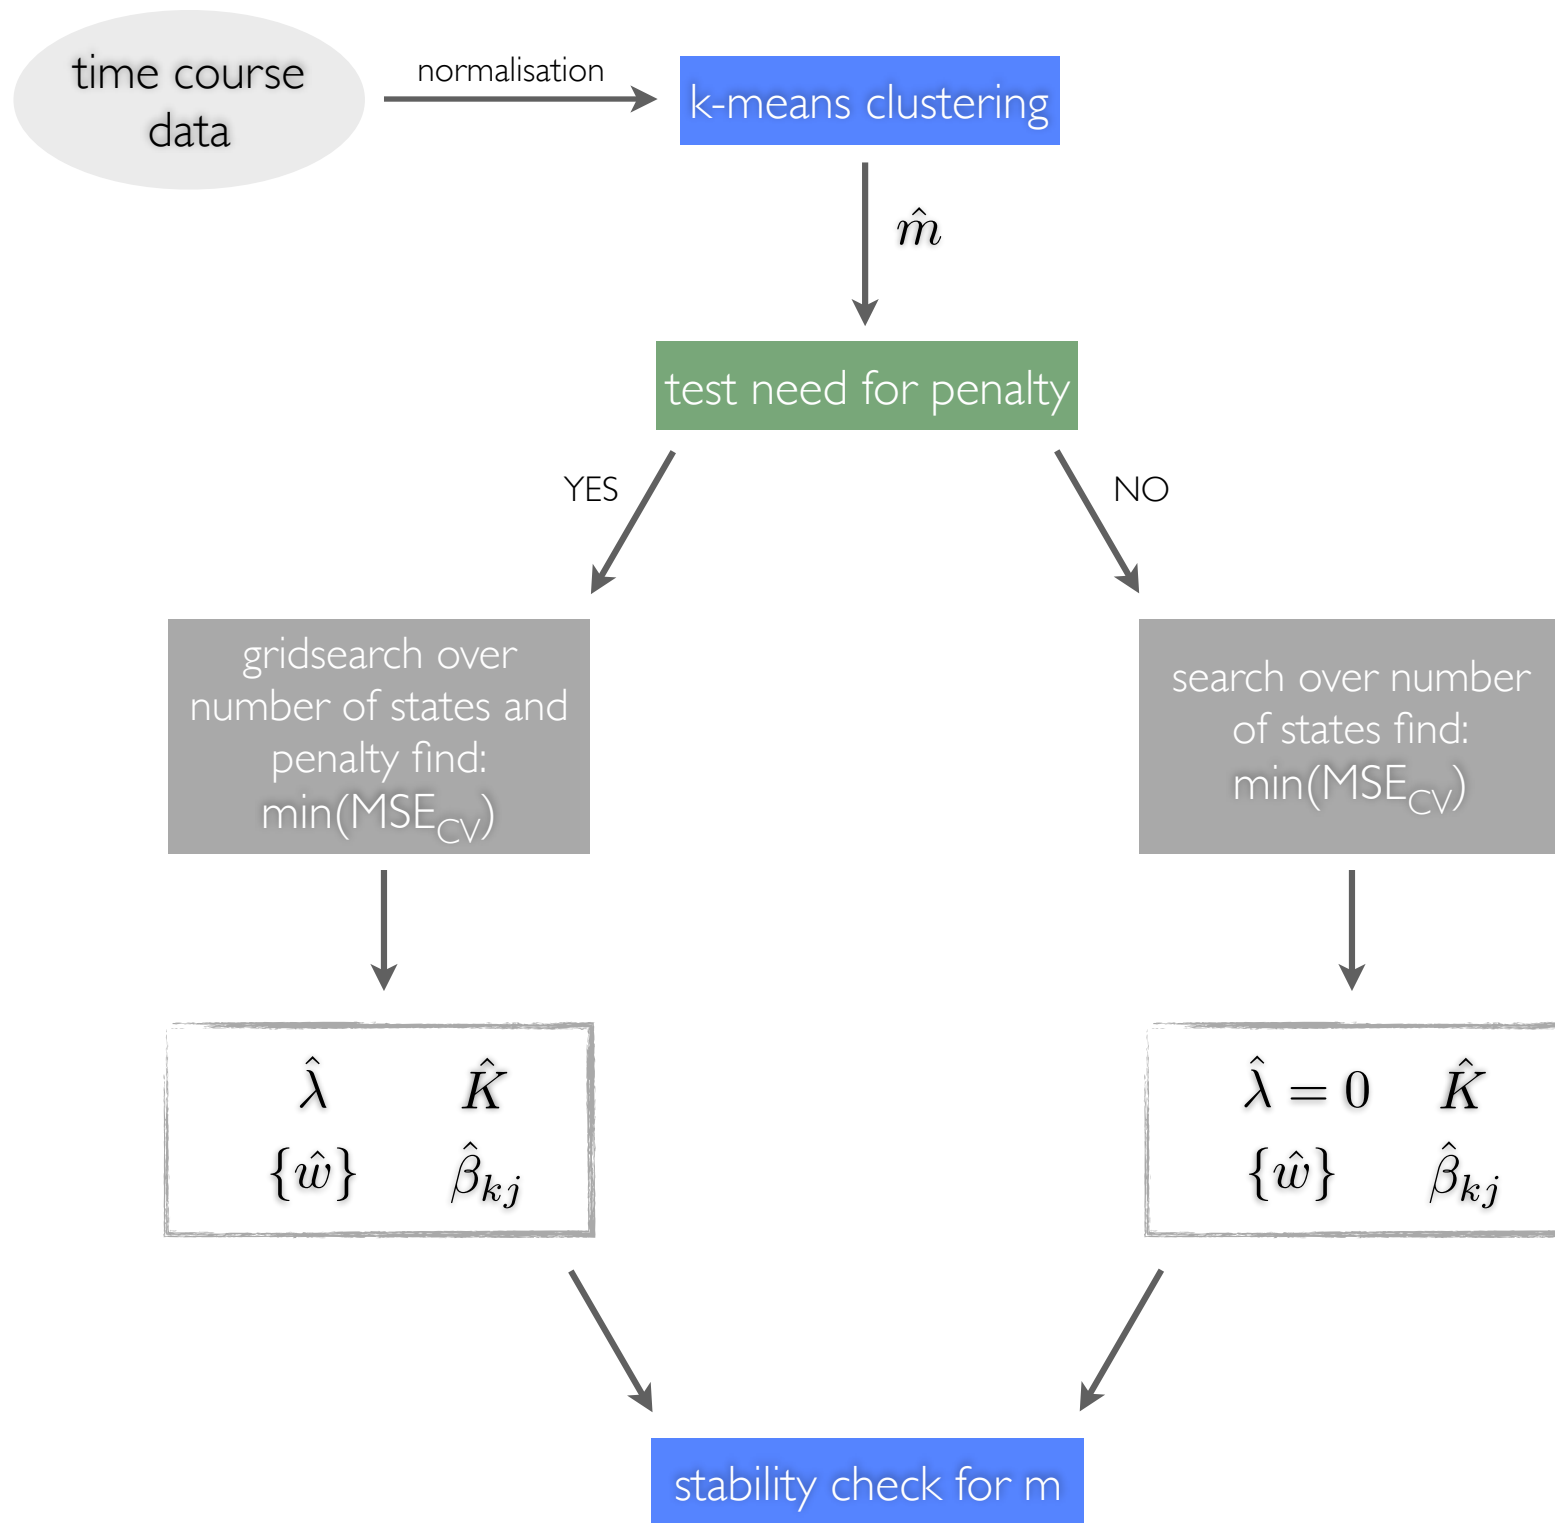 time course
data
normalisation
k-means clustering
m̂
test need for penalty
YES
NO
gridsearch over
number of states and
penalty find:
min(MSE_CV)
search over number
of states find:
min(MSE_CV)
λ̂ K̂
{ŵ} β̂_kj
λ̂ = 0 K̂
{ŵ} β̂_kj
stability check for m